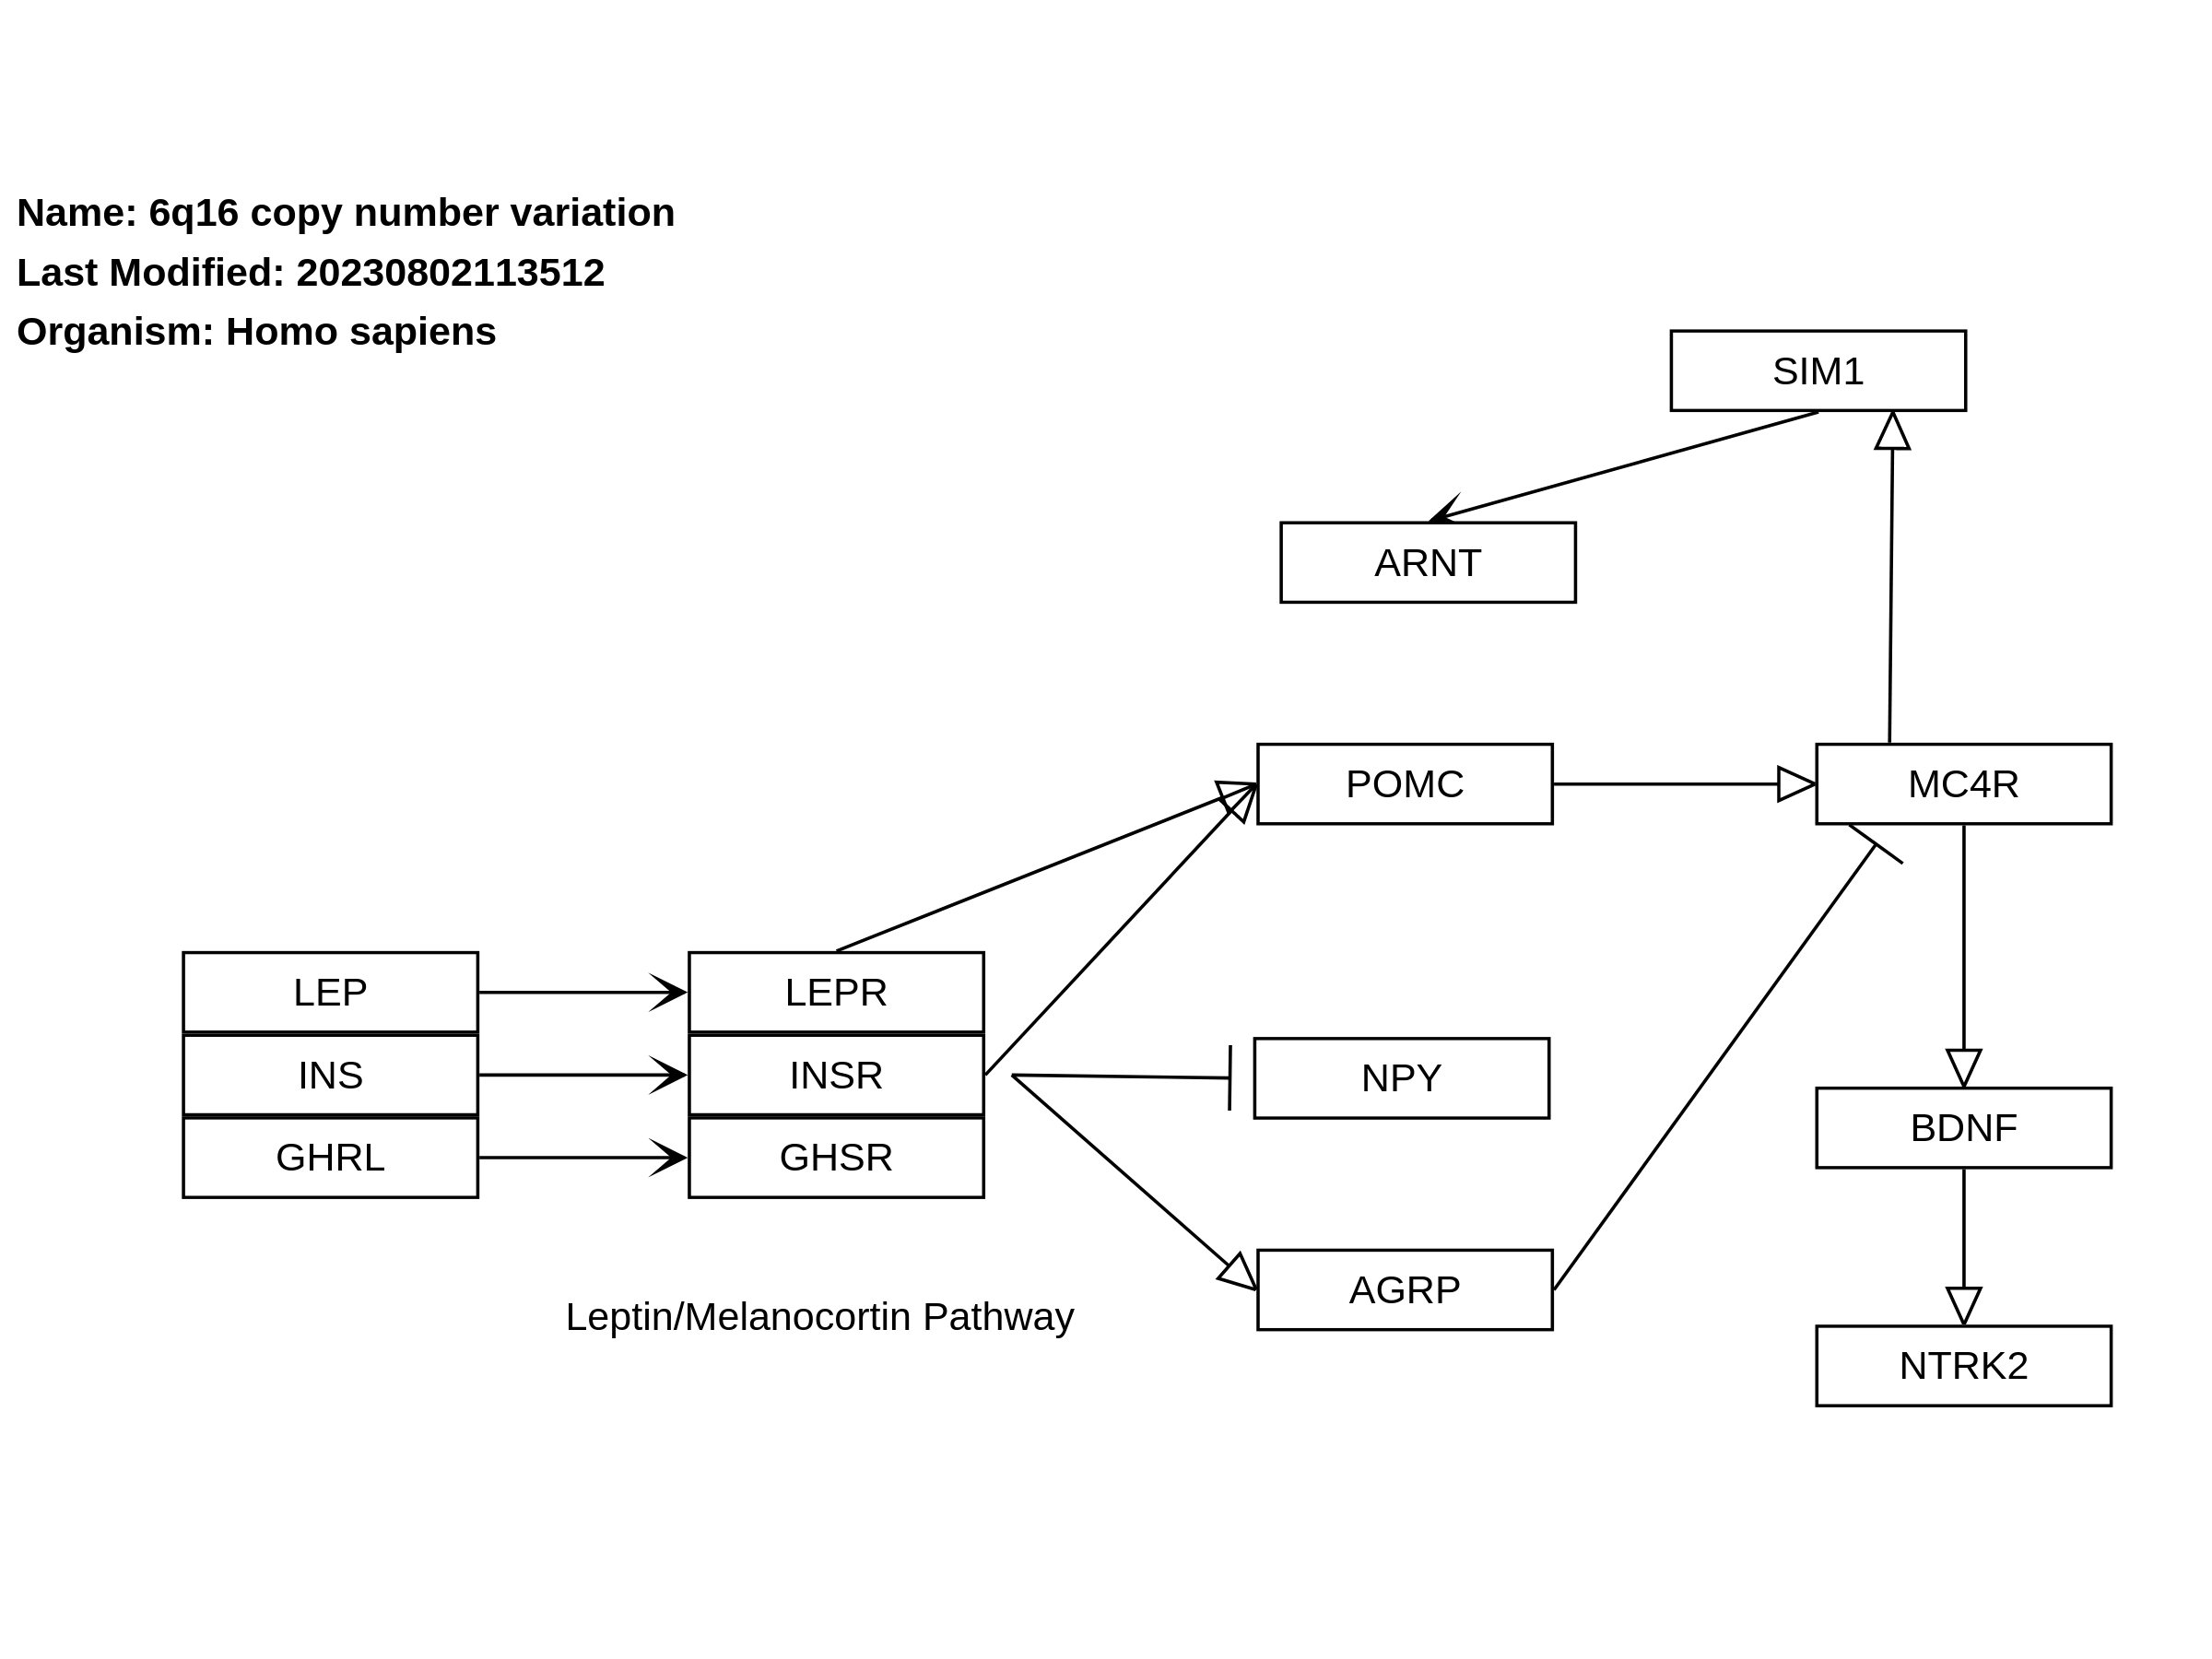 Name: 6q16 copy number variation
Last Modified: 20230802113512
Organism: Homo sapiens
SIM1
ARNT
POMC
MC4R
LEP
LEPR
INS
INSR
NPY
BDNF
GHRL
GHSR
AGRP
Leptin/Melanocortin Pathway
NTRK2